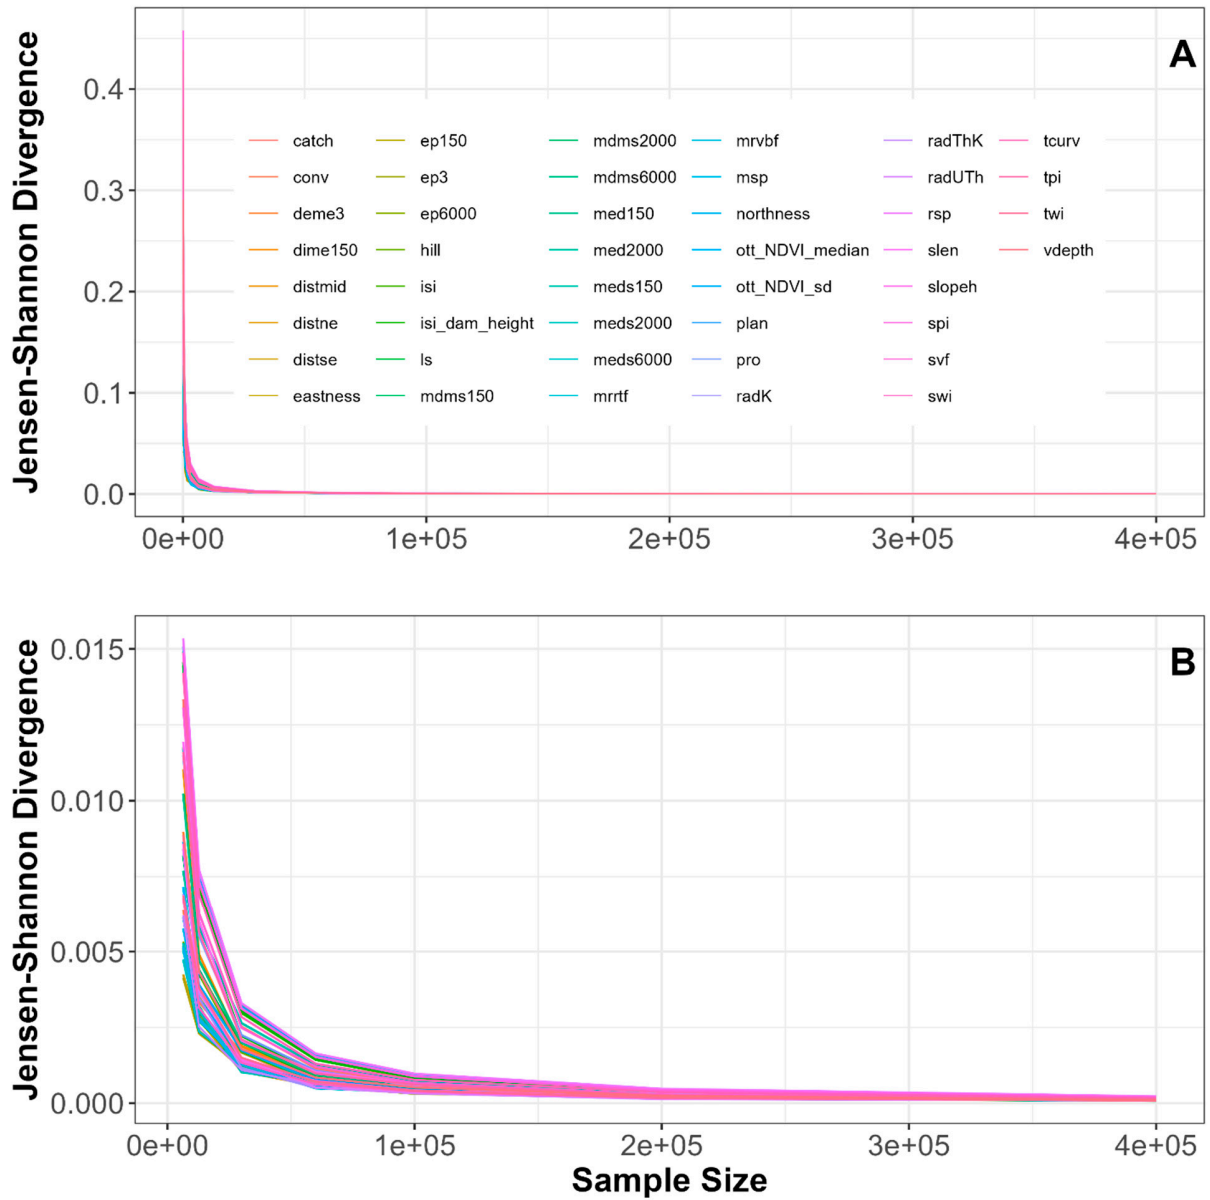 A
Jensen-Shannon Divergence
0.4
0.3
0.2
0.1
0.0
catch ep150 mdms2000 mrvbf radThK tcurv
conv ep3 mdms6000 msp radUTh tpi
deme3 ep6000 med150 northness rsp twi
dime150 hill med2000 ott_NDVI_median slen vdepth
distmid isi meds150 ott_NDVI_sd slopeh
distne isi_dam_height meds2000 plan spi
distse ls meds6000 pro svf
eastness mdms150 mrrtf radK swi
0e+00 1e+05 2e+05 3e+05 4e+05
B
Jensen-Shannon Divergence
0.015
0.010
0.005
0.000
0e+00 1e+05 2e+05 3e+05 4e+05
Sample Size